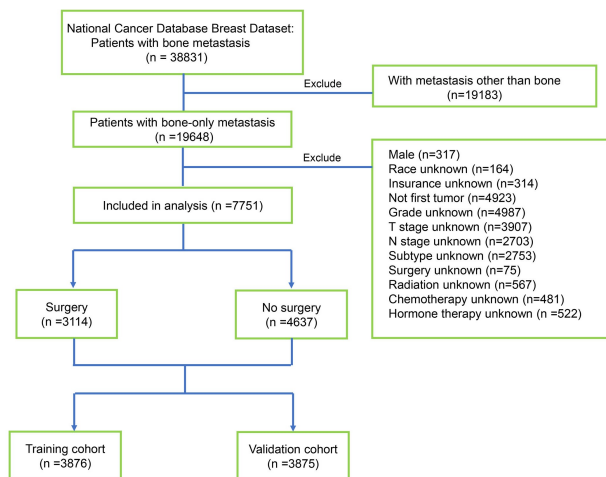 National Cancer Database Breast Dataset:
Patients with bone metastasis
(n = 38831)
Exclude
With metastasis other than bone
(n=19183)
Patients with bone-only metastasis
(n =19648)
Exclude
Male (n=317)
Race unknown (n=164)
Insurance unknown (n=314)
Not first tumor (n=4923)
Grade unknown (n=4987)
T stage unknown (n=3907)
N stage unknown (n=2703)
Subtype unknown (n=2753)
Surgery unknown (n=75)
Radiation unknown (n=567)
Chemotherapy unknown (n=481)
Hormone therapy unknown (n =522)
Included in analysis (n =7751)
Surgery
(n =3114)
No surgery
(n =4637)
Training cohort
(n =3876)
Validation cohort
(n =3875)